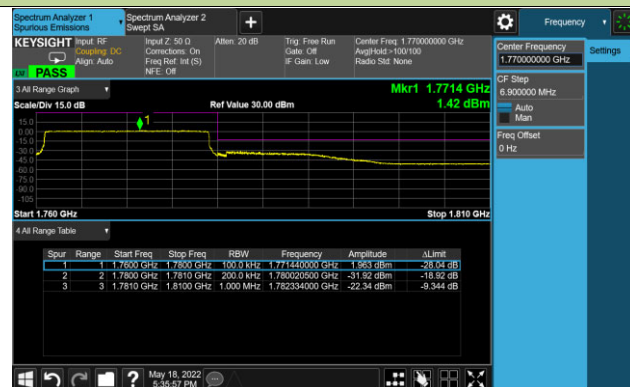 Spectrum Analyzer 1
Spurious Emissions
Spectrum Analyzer 2
Swept SA
Frequency
KEYSIGHT
Input: RF
Coupling: DC
Align: Auto
Input Z: 50 Ω
Corrections: On
Freq Ref: Int (S)
NFE: Off
Atten: 20 dB
Trig: Free Run
Gate: Off
IF Gain: Low
Center Freq: 1.770000000 GHz
Avg|Hold:>100/100
Radio Std: None
PASS
Center Frequency
1.770000000 GHz
Settings
CF Step
6.900000 MHz
Auto
Man
Freq Offset
0 Hz
3 All Range Graph
Mkr1 1.7714 GHz
Scale/Div 15.0 dB
Ref Value 30.00 dBm
1.42 dBm
1
15.0
0.00
-15.0
-30.0
-45.0
-60.0
-75.0
-90.0
-105
Start 1.760 GHz
Stop 1.810 GHz
4 All Range Table
Spur Range Start Freq Stop Freq RBW Frequency Amplitude ΔLimit
1 1 1.7600 GHz 1.7800 GHz 100.0 kHz 1.771440000 GHz 1.963 dBm -28.04 dB
2 2 1.7800 GHz 1.7810 GHz 200.0 kHz 1.780020500 GHz -31.92 dBm -18.92 dB
3 3 1.7810 GHz 1.8100 GHz 1.000 MHz 1.782334000 GHz -22.34 dBm -9.344 dB
May 18, 2022
5:35:57 PM